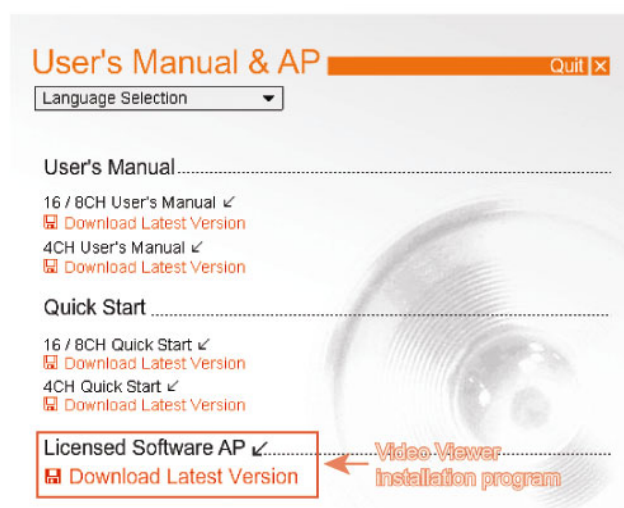 User's Manual & AP
Quit ×
Language Selection
User's Manual
16 / 8CH User's Manual
Download Latest Version
4CH User's Manual
Download Latest Version
Quick Start
16 / 8CH Quick Start
Download Latest Version
4CH Quick Start
Download Latest Version
Licensed Software AP
Download Latest Version
Video Viewer
installation program